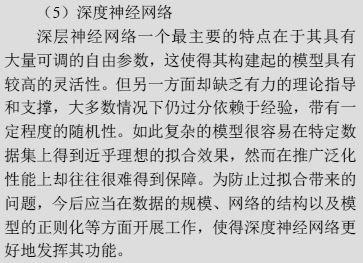 （5）深度神经网络
深层神经网络一个最主要的特点在于其具有
大量可调的自由参数，这使得其构建起的模型具有
较高的灵活性。但另一方面却缺乏有力的理论指导
和支撑，大多数情况下仍过分依赖于经验，带有一
定程度的随机性。如此复杂的模型很容易在特定数
据集上得到近乎理想的拟合效果，然而在推广泛化
性能上却往往很难得到保障。为防止过拟合带来的
问题，今后应当在数据的规模、网络的结构以及模
型的正则化等方面开展工作，使得深度神经网络更
好地发挥其功能。